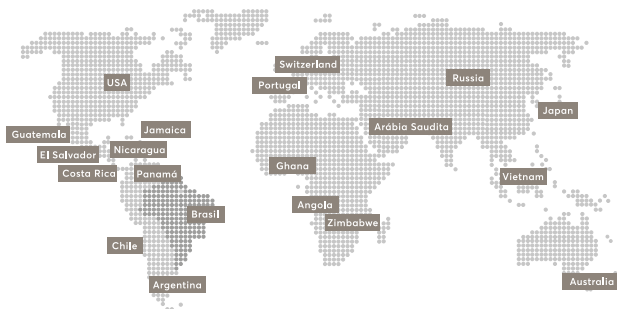 Switzerland
Russia
USA
Portugal
Japan
Jamaica
Arábia Saudita
Guatemala
Nicaragua
El Salvador
Ghana
Costa Rica
Panamá
Vietnam
Angola
Brasil
Zimbabwe
Chile
Australia
Argentina